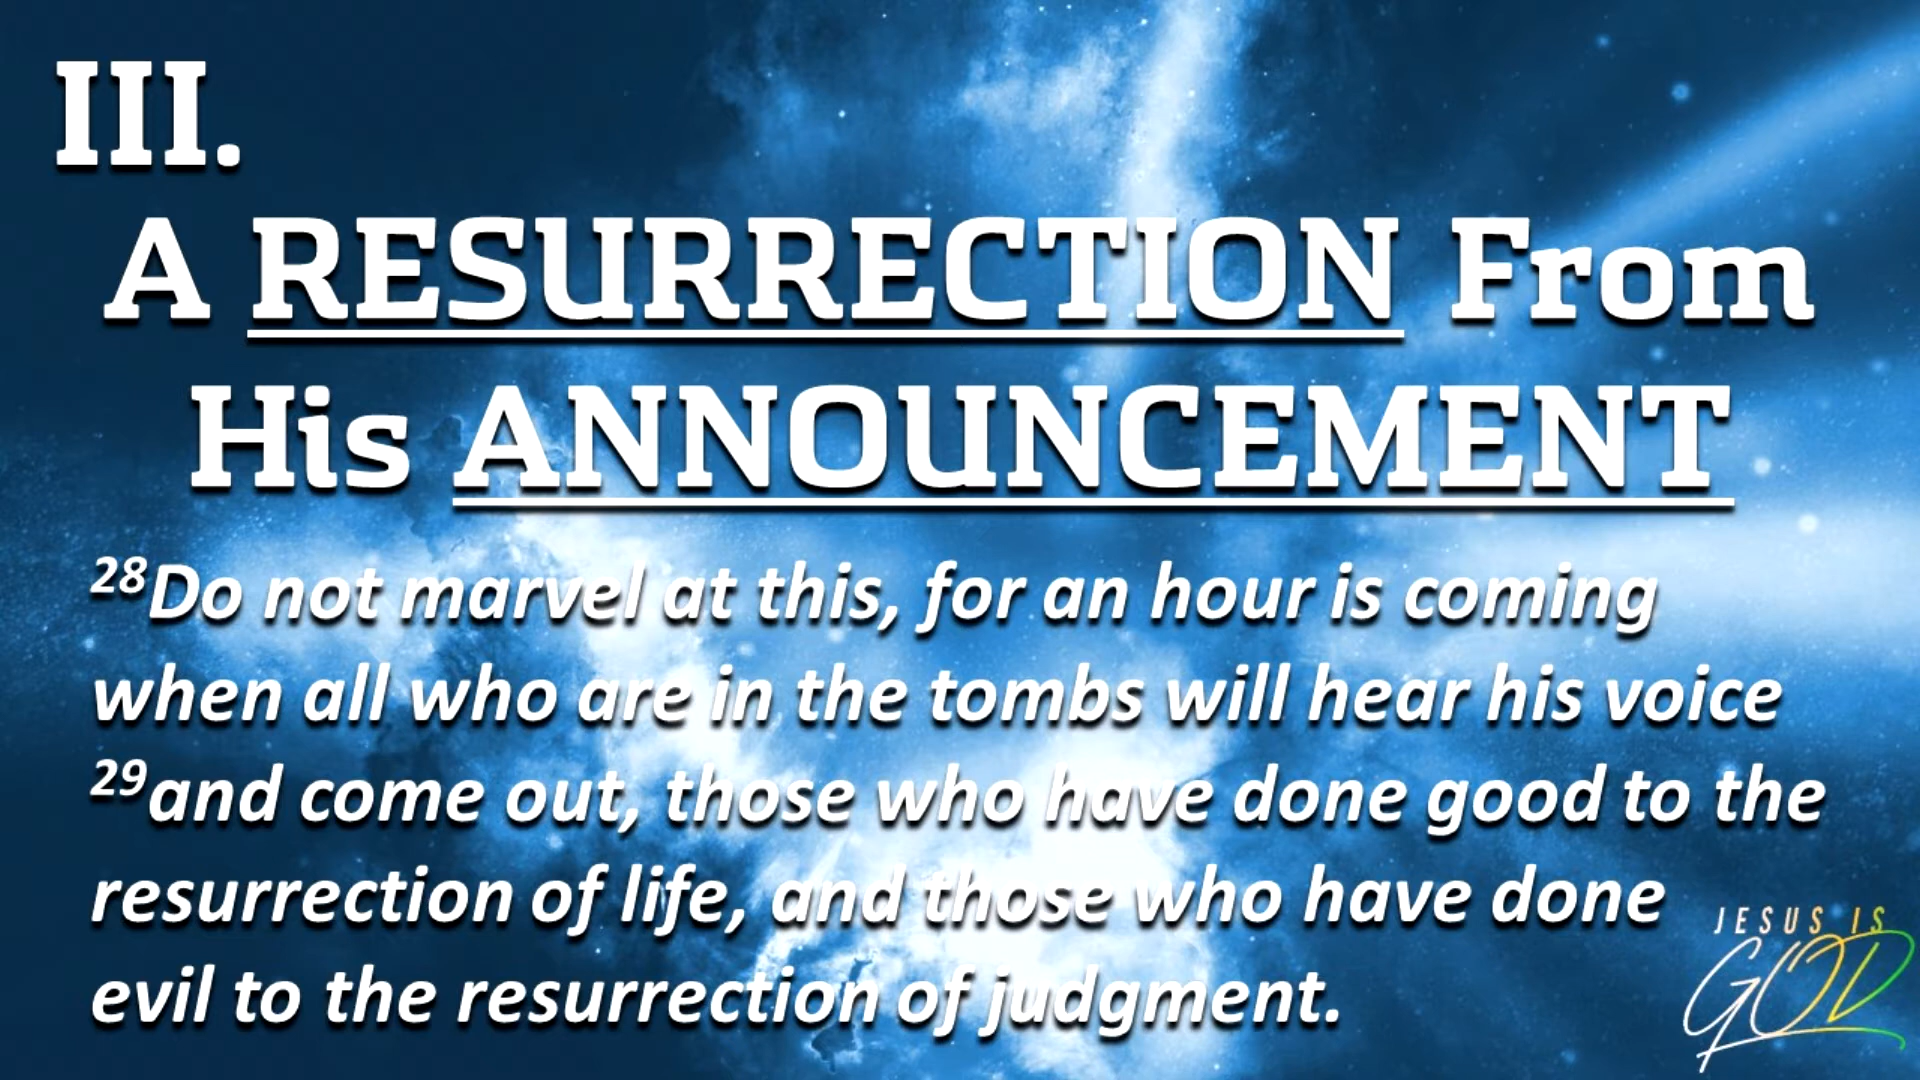 III.
A RESURRECTION From
His ANNOUNCEMENT
²⁸Do not marvel at this, for an hour is coming
when all who are in the tombs will hear his voice
²⁹and come out, those who have done good to the
resurrection of life, and those who have done
evil to the resurrection of judgment.
JESUS IS
GOD